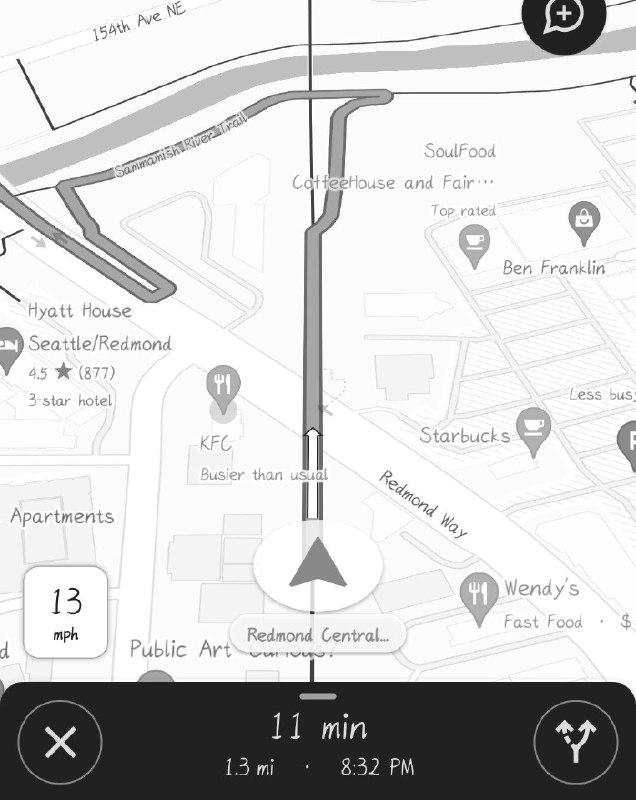 154th Ave NE
Sammamish River Trail
SoulFood
CoffeeHouse and Fair...
Top rated
Ben Franklin
Hyatt House
Seattle/Redmond
4.5 ★ (877)
3-star hotel
Less busy
KFC
Busier than usual
Starbucks
P
Redmond Way
Apartments
13
mph
Wendy's
Fast Food · $
Redmond Central...
d
Public Art Curious?
11 min
1.3 mi · 8:32 PM